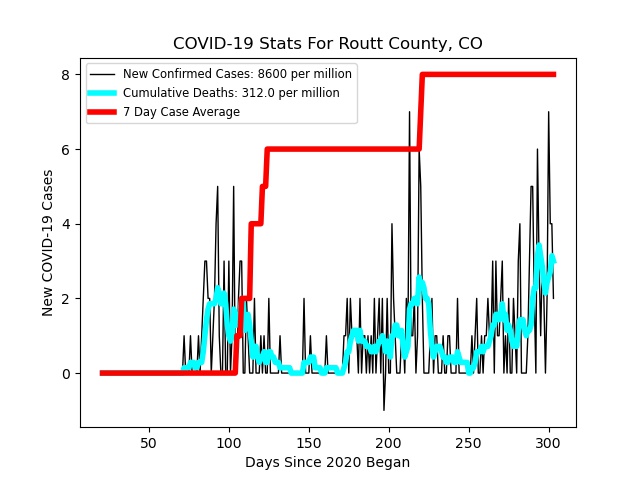 COVID-19 Stats For Routt County, CO
New Confirmed Cases: 8600 per million
Cumulative Deaths: 312.0 per million
7 Day Case Average
New COVID-19 Cases
8
6
4
2
0
50 100 150 200 250 300
Days Since 2020 Began